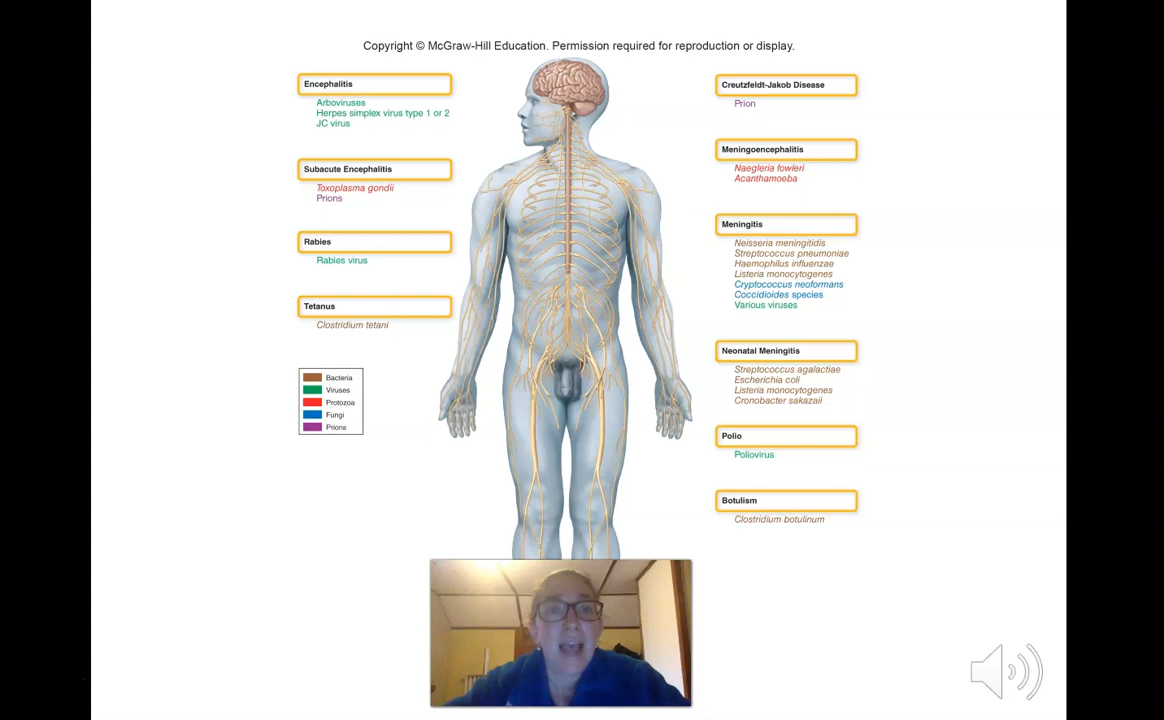 Copyright © McGraw-Hill Education. Permission required for reproduction or display.
Encephalitis
Arboviruses
Herpes simplex virus type 1 or 2
JC virus
Subacute Encephalitis
Toxoplasma gondii
Prions
Rabies
Rabies virus
Tetanus
Clostridium tetani
Bacteria
Viruses
Protozoa
Fungi
Prions
Creutzfeldt-Jakob Disease
Prion
Meningoencephalitis
Naegleria fowleri
Acanthamoeba
Meningitis
Neisseria meningitidis
Streptococcus pneumoniae
Haemophilus influenzae
Listeria monocytogenes
Cryptococcus neoformans
Coccidioides species
Various viruses
Neonatal Meningitis
Streptococcus agalactiae
Escherichia coli
Listeria monocytogenes
Cronobacter sakazaii
Polio
Poliovirus
Botulism
Clostridium botulinum